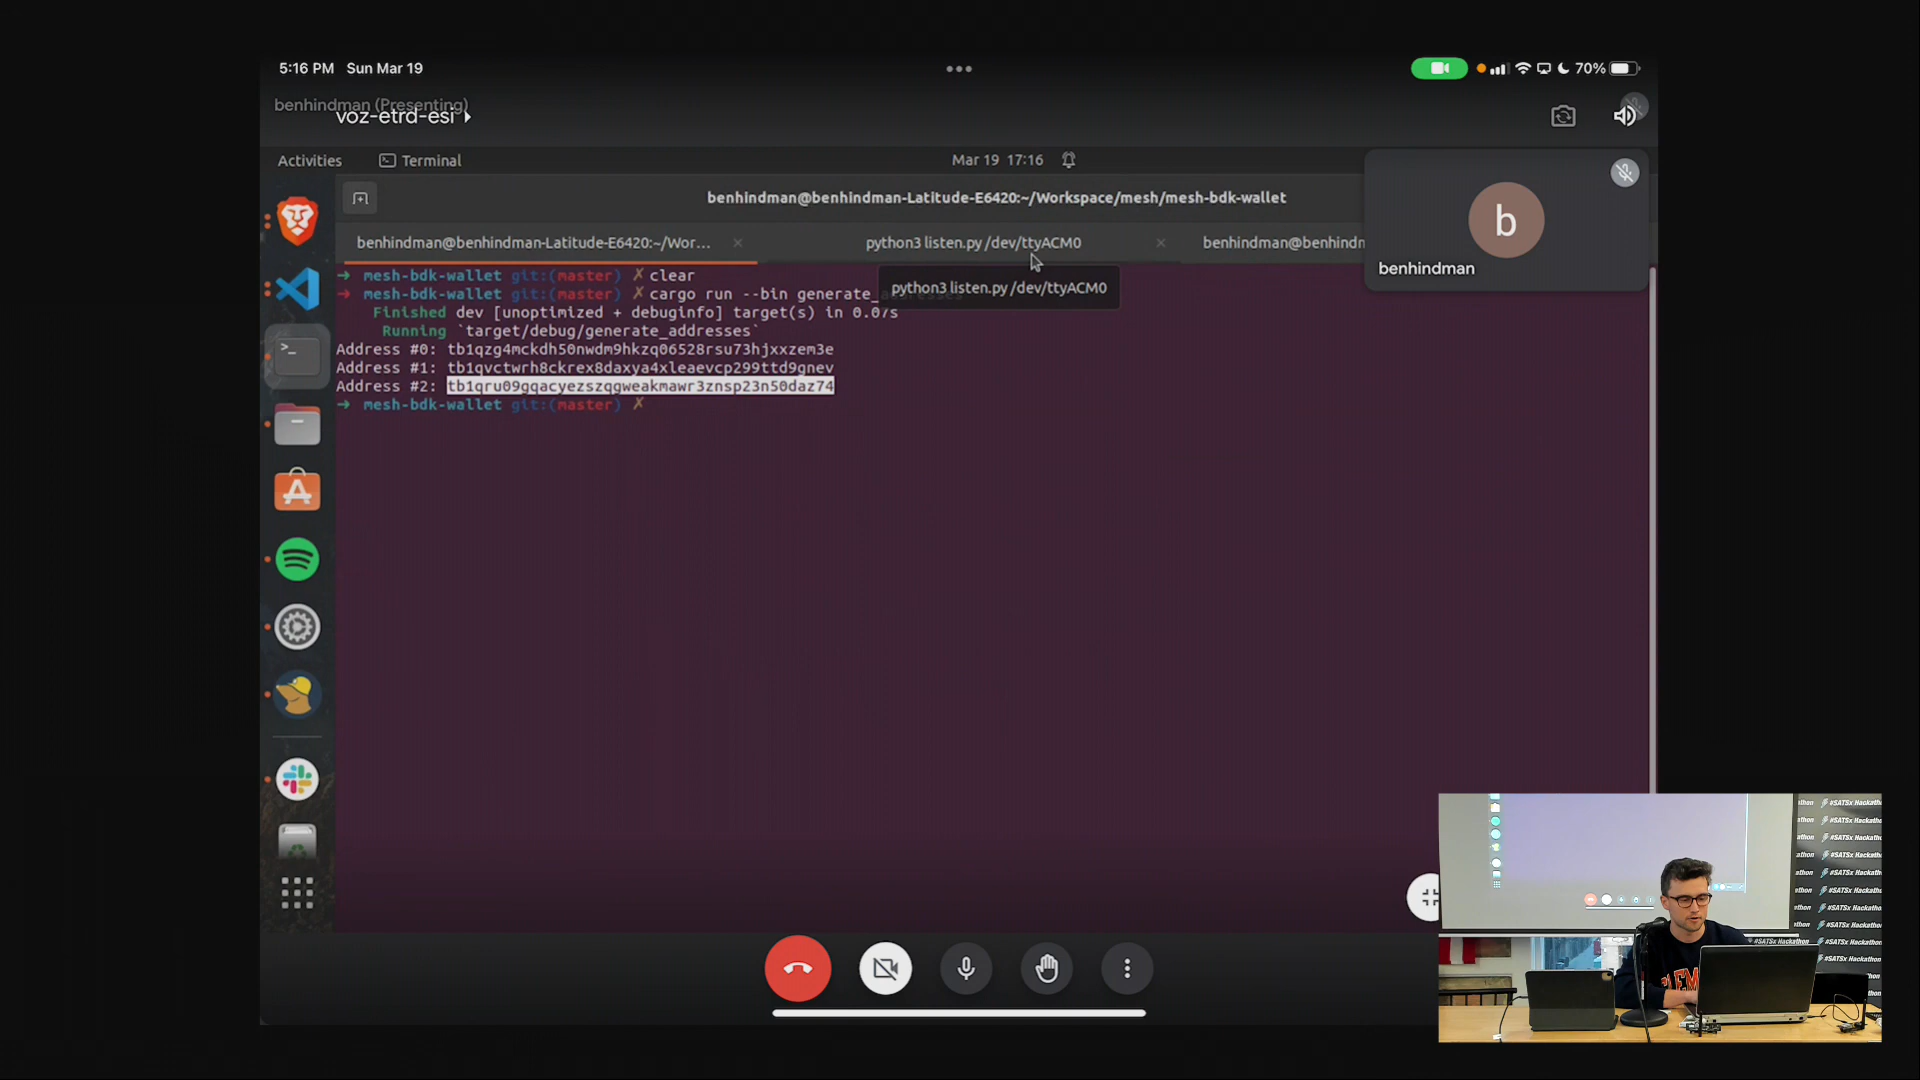 5:16 PM Sun Mar 19
70%
benhindman (Presenting)
voz-etrd-esi
Activities
Terminal
Mar 19 17:16
benhindman@benhindman-Latitude-E6420:~/Workspace/mesh/mesh-bdk-wallet
benhindman@benhindman-Latitude-E6420:~/Wor...
python3 listen.py /dev/ttyACM0
benhindman@benhindn
b
benhindman
python3 listen.py /dev/ttyACM0
→ mesh-bdk-wallet git:(master) ✗ clear
→ mesh-bdk-wallet git:(master) ✗ cargo run --bin generate_
Finished dev [unoptimized + debuginfo] target(s) in 0.07s
Running `target/debug/generate_addresses`
Address #0: tb1qzg4mckdh50nwdm9hkzq06528rsu73hjxxzem3e
Address #1: tb1qvctwrh8ckrex8daxya4xleaevcp299ttd9gnev
Address #2: tb1qru09gqacyezszqgweakmawr3znsp23n50daz74
→ mesh-bdk-wallet git:(master) ✗
#SATSx Hackathon